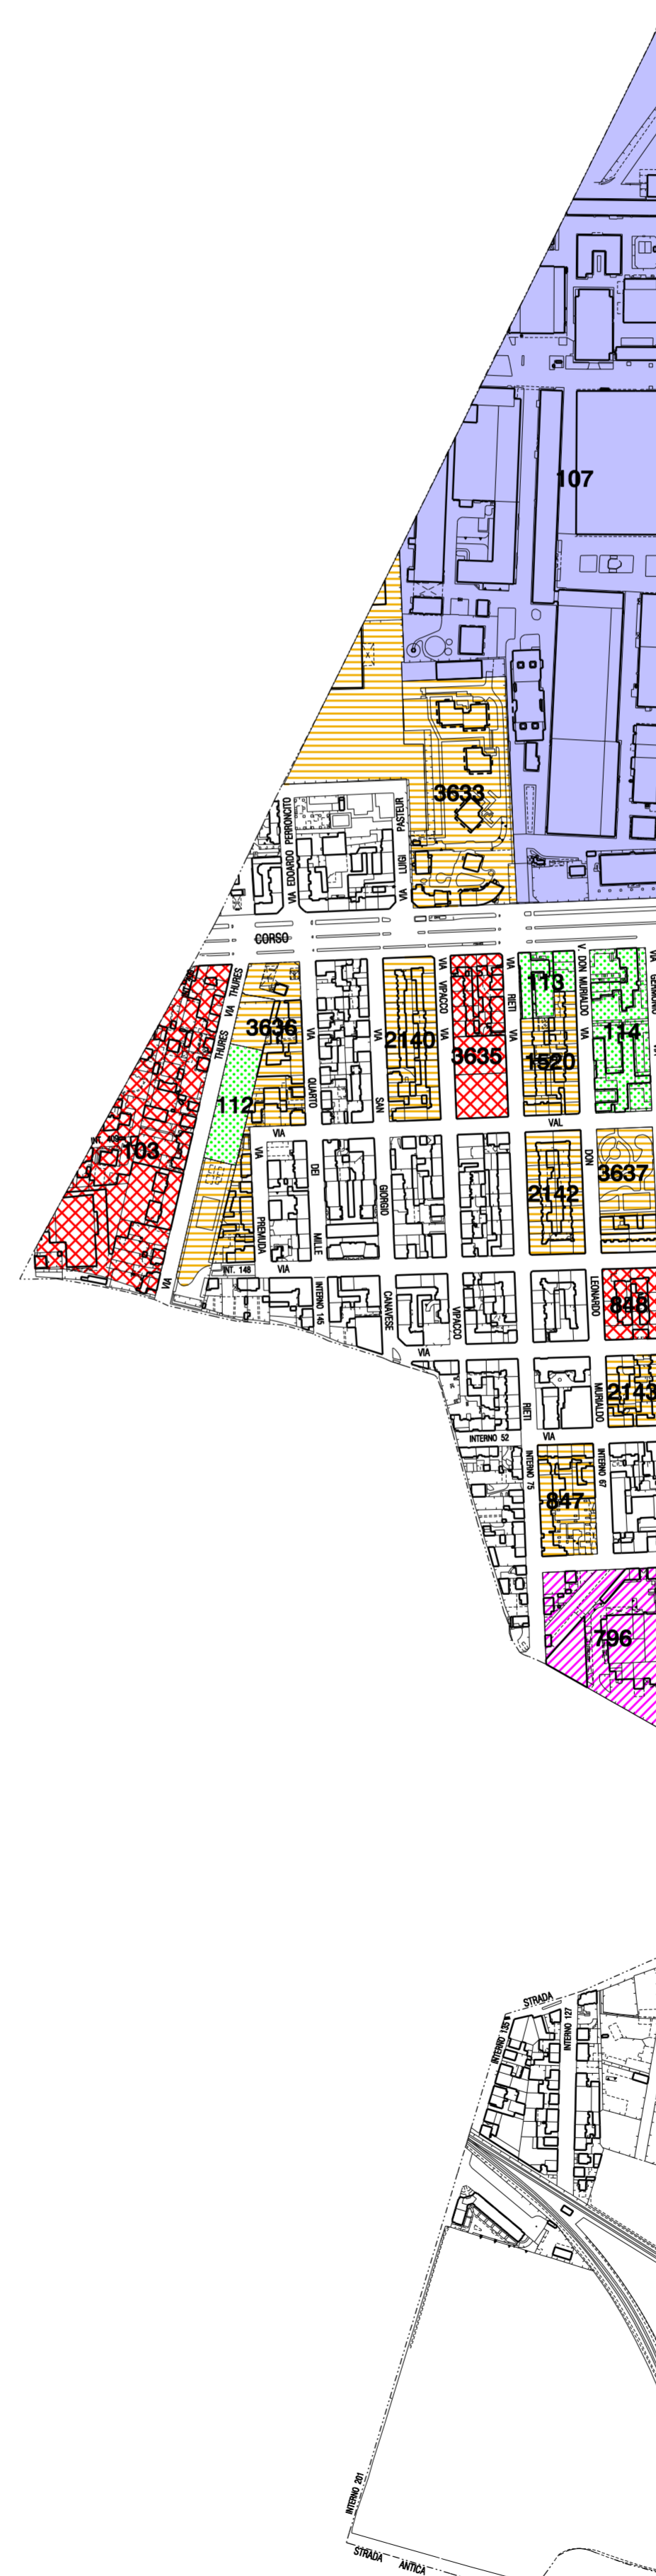 107
VIA EDOARDO PERRONCITO
VIA LUIGI PASTEUR
3633
CORSO
VIA THURES
VIA VIPACCO
VIA RIETI
V. DON MURIALDO
113
3636
2140
3635
114
1520
THURES
VIA
QUARTO
VIA
SAN
VIA
VIA
VIA
112
VIA
VAL
103
VIA
DEI
GIORGIO
DON
2142
3637
PREMUDA
MILLE
INT. 148
VIA
VIA
INTERNO 145
CANAVESE
VIPACCO
LEONARDO
848
VIA
2143
RIETI
MURIALDO
INTERNO 52
VIA
INTERNO 75
INTERNO 67
847
796
STRADA
INTERNO 135
INTERNO 127
INTERNO 201
STRADA ANTICA